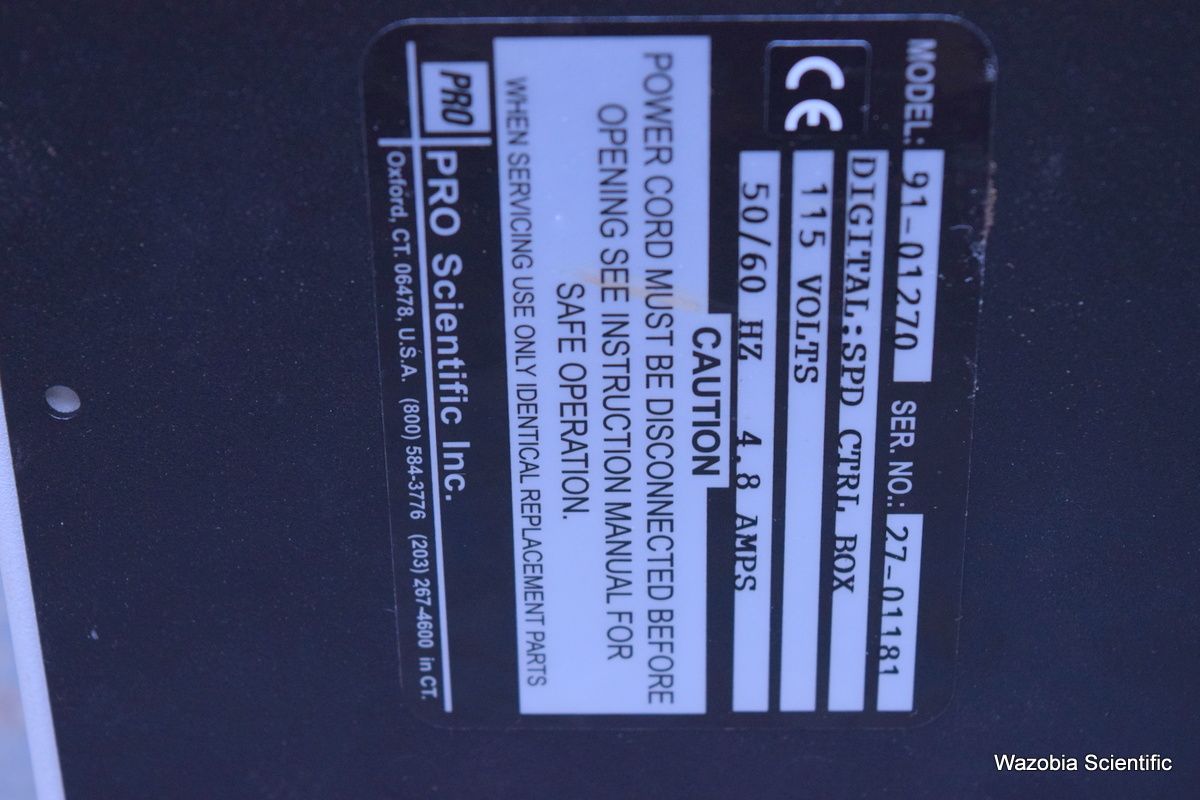 MODEL: 91-01270 SER. NO.: 27-01181
DIGITAL:SPD CTRL BOX
115 VOLTS
50/60 HZ 4.8 AMPS
CE
CAUTION
POWER CORD MUST BE DISCONNECTED BEFORE
OPENING SEE INSTRUCTION MANUAL FOR
SAFE OPERATION.
WHEN SERVICING USE ONLY IDENTICAL REPLACEMENT PARTS
PRO
PRO Scientific Inc.
Oxford, CT. 06478, U.S.A. (800) 584-3776 (203) 267-4600 in CT.
Wazobia Scientific